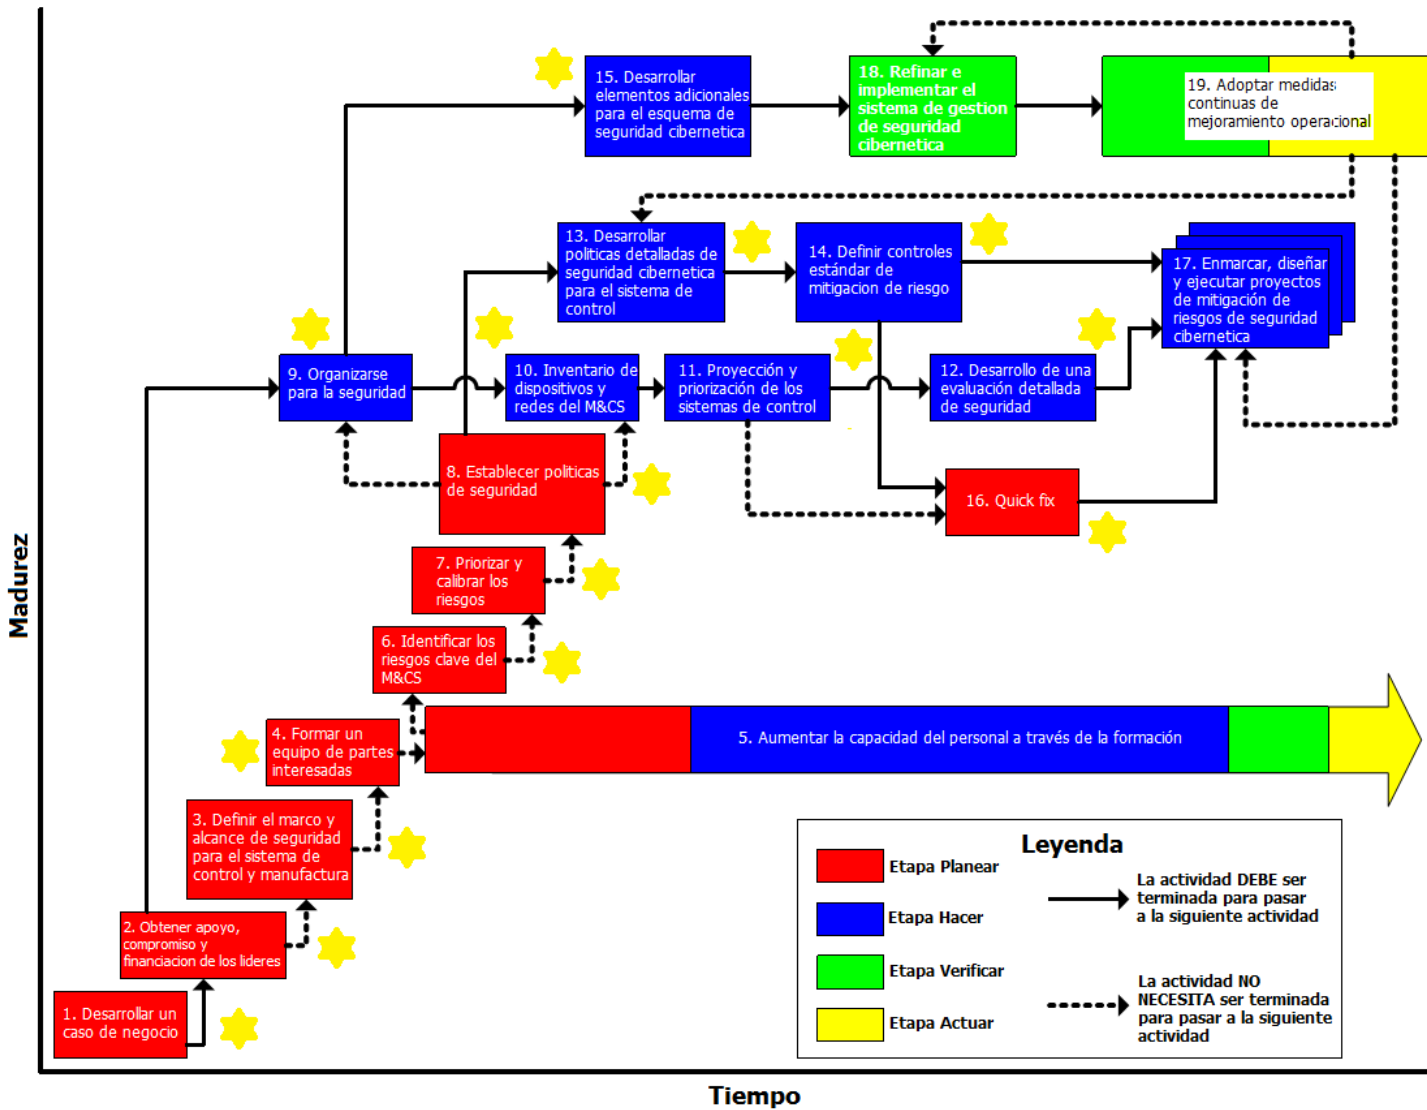 15. Desarrollar
elementos adicionales
para el esquema de
seguridad cibernetica
18. Refinar e
implementar el
sistema de gestion
de seguridad
cibernetica
19. Adoptar medidas
continuas de
mejoramiento operacional
13. Desarrollar
politicas detalladas de
seguridad cibernetica
para el sistema de
control
14. Definir controles
estándar de
mitigacion de riesgo
17. Enmarcar, diseñar
y ejecutar proyectos
de mitigación de
riesgos de seguridad
cibernetica
9. Organizarse
para la seguridad
10. Inventario de
dispositivos y
redes del M&CS
11. Proyección y
priorización de los
sistemas de control
12. Desarrollo de una
evaluación detallada
de seguridad
8. Establecer politicas
de seguridad
16. Quick fix
7. Priorizar y
calibrar los
riesgos
6. Identificar los
riesgos clave del
M&CS
4. Formar un
equipo de partes
interesadas
5. Aumentar la capacidad del personal a través de la formación
3. Definir el marco y
alcance de seguridad
para el sistema de
control y manufactura
2. Obtener apoyo,
compromiso y
financiacion de los lideres
1. Desarrollar un
caso de negocio
Madurez
Tiempo
Leyenda
Etapa Planear
Etapa Hacer
Etapa Verificar
Etapa Actuar
La actividad DEBE ser
terminada para pasar
a la siguiente actividad
La actividad NO
NECESITA ser terminada
para pasar a la siguiente
actividad